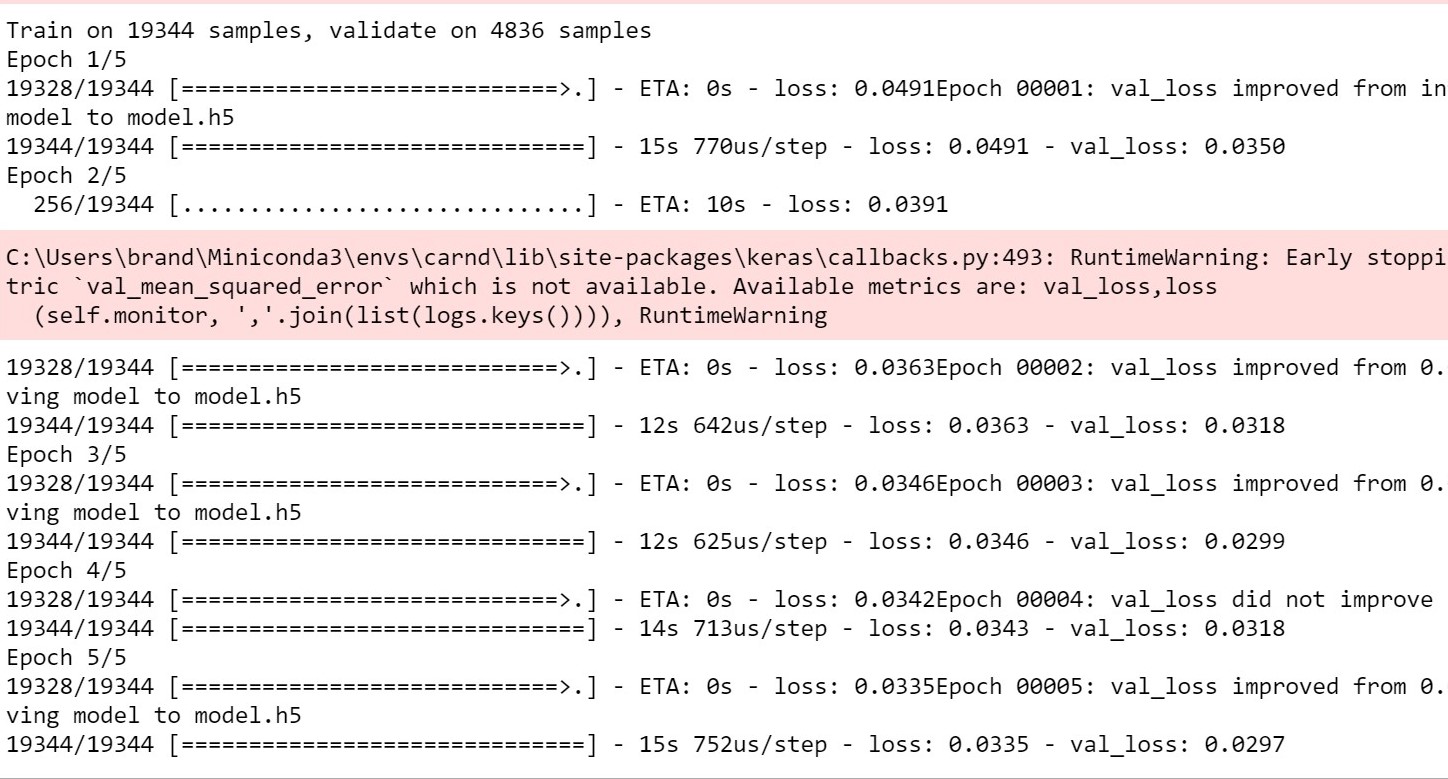 Train on 19344 samples, validate on 4836 samples
Epoch 1/5
19328/19344 [============================>.] - ETA: 0s - loss: 0.0491Epoch 00001: val_loss improved from in
model to model.h5
19344/19344 [==============================] - 15s 770us/step - loss: 0.0491 - val_loss: 0.0350
Epoch 2/5
  256/19344 [..............................] - ETA: 10s - loss: 0.0391
C:\Users\brand\Miniconda3\envs\carnd\lib\site-packages\keras\callbacks.py:493: RuntimeWarning: Early stoppi
tric `val_mean_squared_error` which is not available. Available metrics are: val_loss,loss
  (self.monitor, ','.join(list(logs.keys()))), RuntimeWarning
19328/19344 [============================>.] - ETA: 0s - loss: 0.0363Epoch 00002: val_loss improved from 0.
ving model to model.h5
19344/19344 [==============================] - 12s 642us/step - loss: 0.0363 - val_loss: 0.0318
Epoch 3/5
19328/19344 [============================>.] - ETA: 0s - loss: 0.0346Epoch 00003: val_loss improved from 0.
ving model to model.h5
19344/19344 [==============================] - 12s 625us/step - loss: 0.0346 - val_loss: 0.0299
Epoch 4/5
19328/19344 [============================>.] - ETA: 0s - loss: 0.0342Epoch 00004: val_loss did not improve
19344/19344 [==============================] - 14s 713us/step - loss: 0.0343 - val_loss: 0.0318
Epoch 5/5
19328/19344 [============================>.] - ETA: 0s - loss: 0.0335Epoch 00005: val_loss improved from 0.
ving model to model.h5
19344/19344 [==============================] - 15s 752us/step - loss: 0.0335 - val_loss: 0.0297